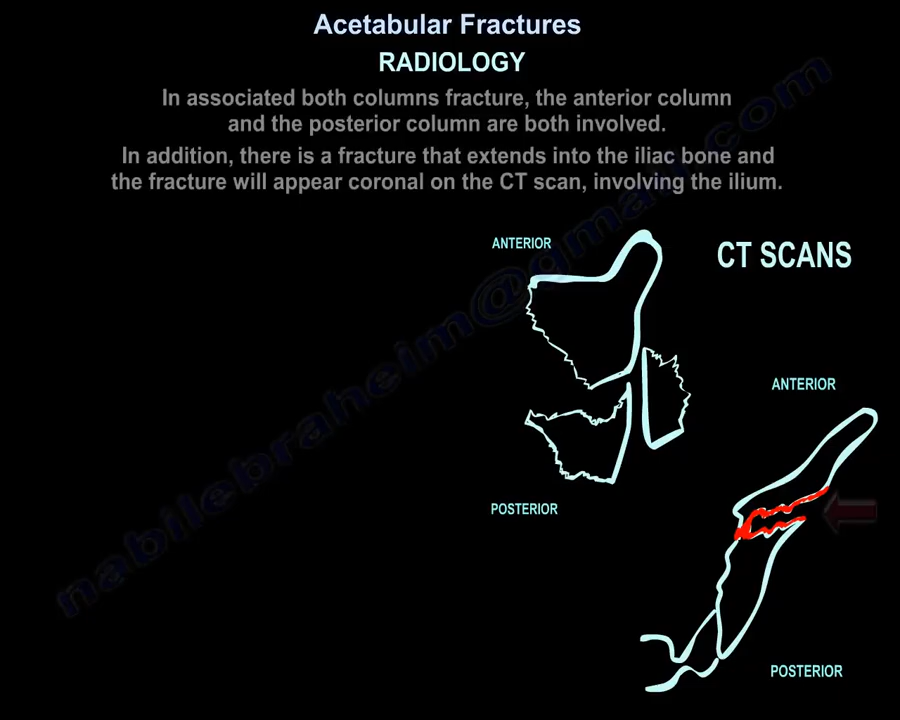 Acetabular Fractures
RADIOLOGY
In associated both columns fracture, the anterior column
and the posterior column are both involved.
In addition, there is a fracture that extends into the iliac bone and
the fracture will appear coronal on the CT scan, involving the ilium.
ANTERIOR
CT SCANS
ANTERIOR
POSTERIOR
POSTERIOR
nabilebraheim@gmail.com